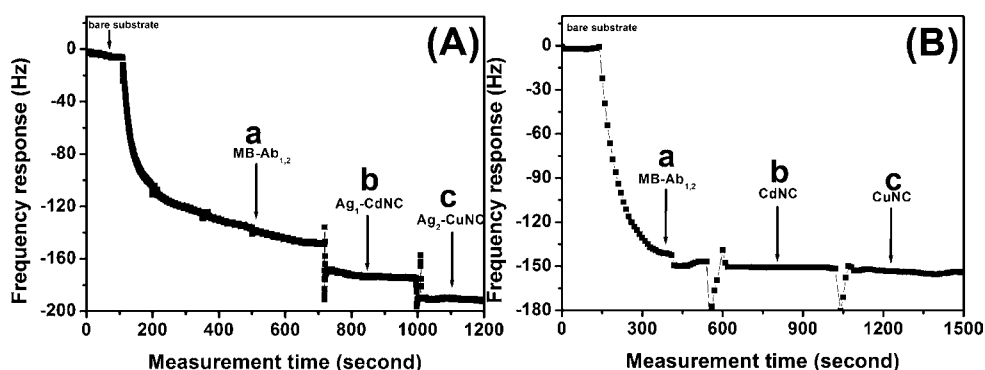 bare substrate
(A)
0
-40
-80
-120
-160
-200
Frequency response (Hz)
a
MB-Ab1,2
b
Ag1-CdNC
c
Ag2-CuNC
0 200 400 600 800 1000 1200
Measurement time (second)
bare substrate
(B)
0
-30
-60
-90
-120
-150
-180
Frequency response (Hz)
a
MB-Ab1,2
b
CdNC
c
CuNC
0 300 600 900 1200 1500
Measurement time (second)